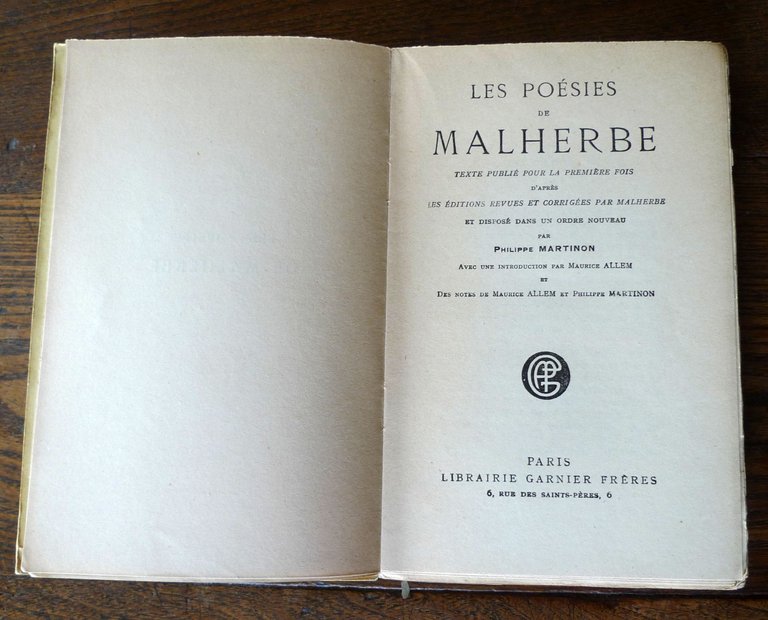 LES POÉSIES
DE
MALHERBE
TEXTE PUBLIÉ POUR LA PREMIÈRE FOIS
D'APRÈS
LES ÉDITIONS REVUES ET CORRIGÉES PAR MALHERBE
ET DISPOSÉ DANS UN ORDRE NOUVEAU
PAR
PHILIPPE MARTINON
AVEC UNE INTRODUCTION PAR MAURICE ALLEM
ET
DES NOTES DE MAURICE ALLEM ET PHILIPPE MARTINON
PARIS
LIBRAIRIE GARNIER FRÈRES
6, RUE DES SAINTS-PÈRES, 6